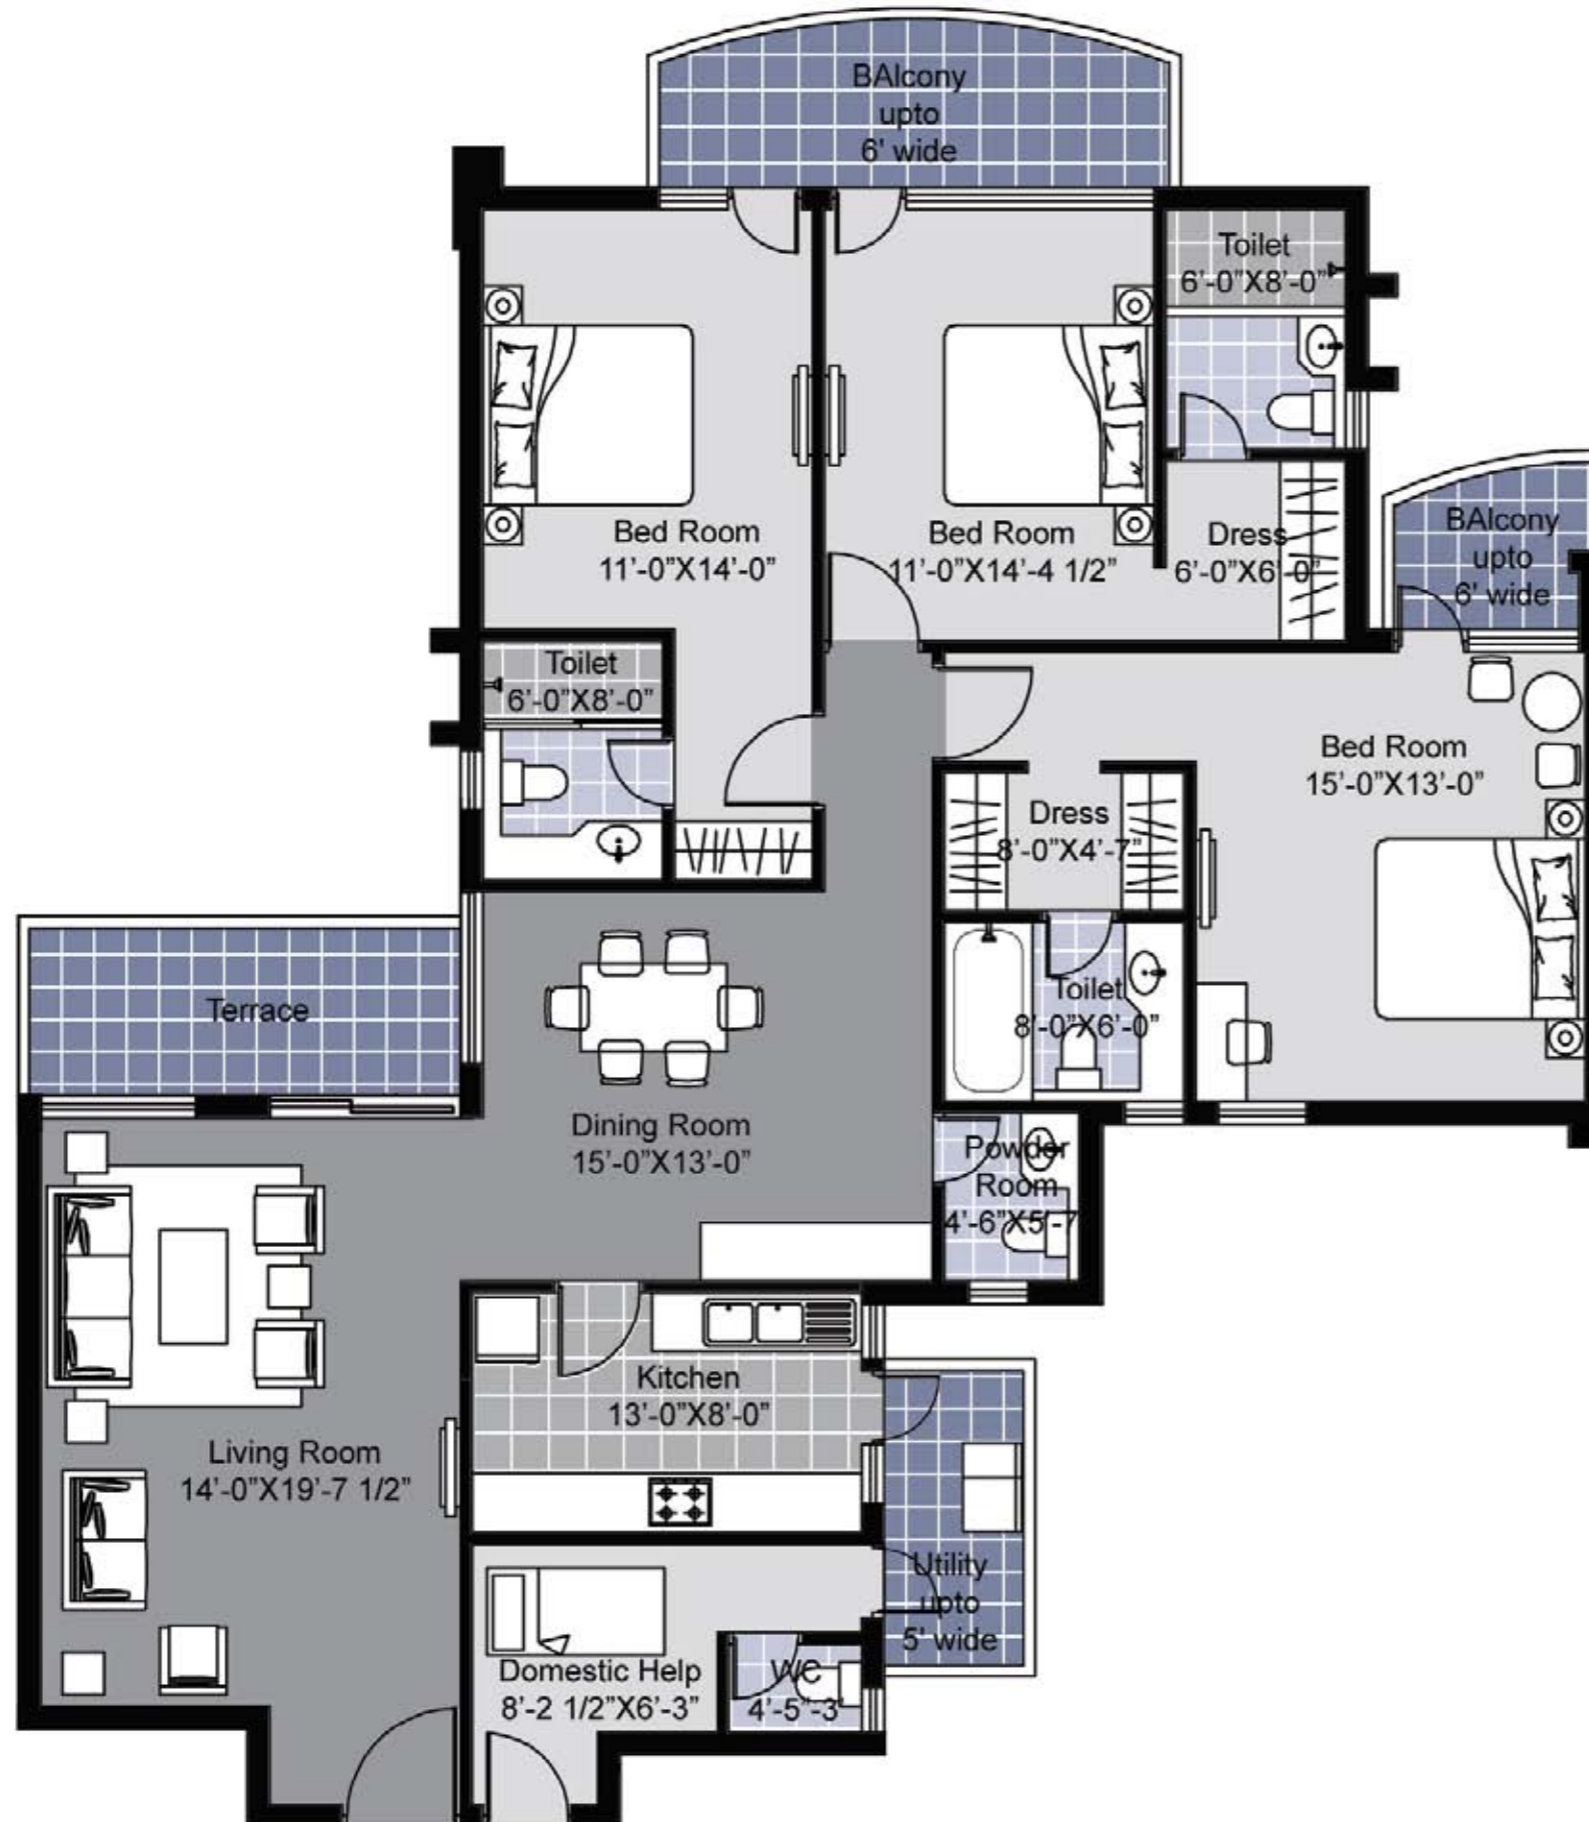 BAlcony
upto
6' wide
Toilet
6'-0"X8'-0"
Bed Room
11'-0"X14'-0"
Bed Room
11'-0"X14'-4 1/2"
Dress
6'-0"X6'-0"
BAlcony
upto
6' wide
Toilet
6'-0"X8'-0"
Bed Room
15'-0"X13'-0"
Dress
8'-0"X4'-7"
Terrace
Toilet
8'-0"X6'-0"
Dining Room
15'-0"X13'-0"
Powder
Room
4'-6"X5'-7
Kitchen
13'-0"X8'-0"
Living Room
14'-0"X19'-7 1/2"
Utility
upto
5' wide
Domestic Help
8'-2 1/2"X6'-3"
WC
4'-5"-3'